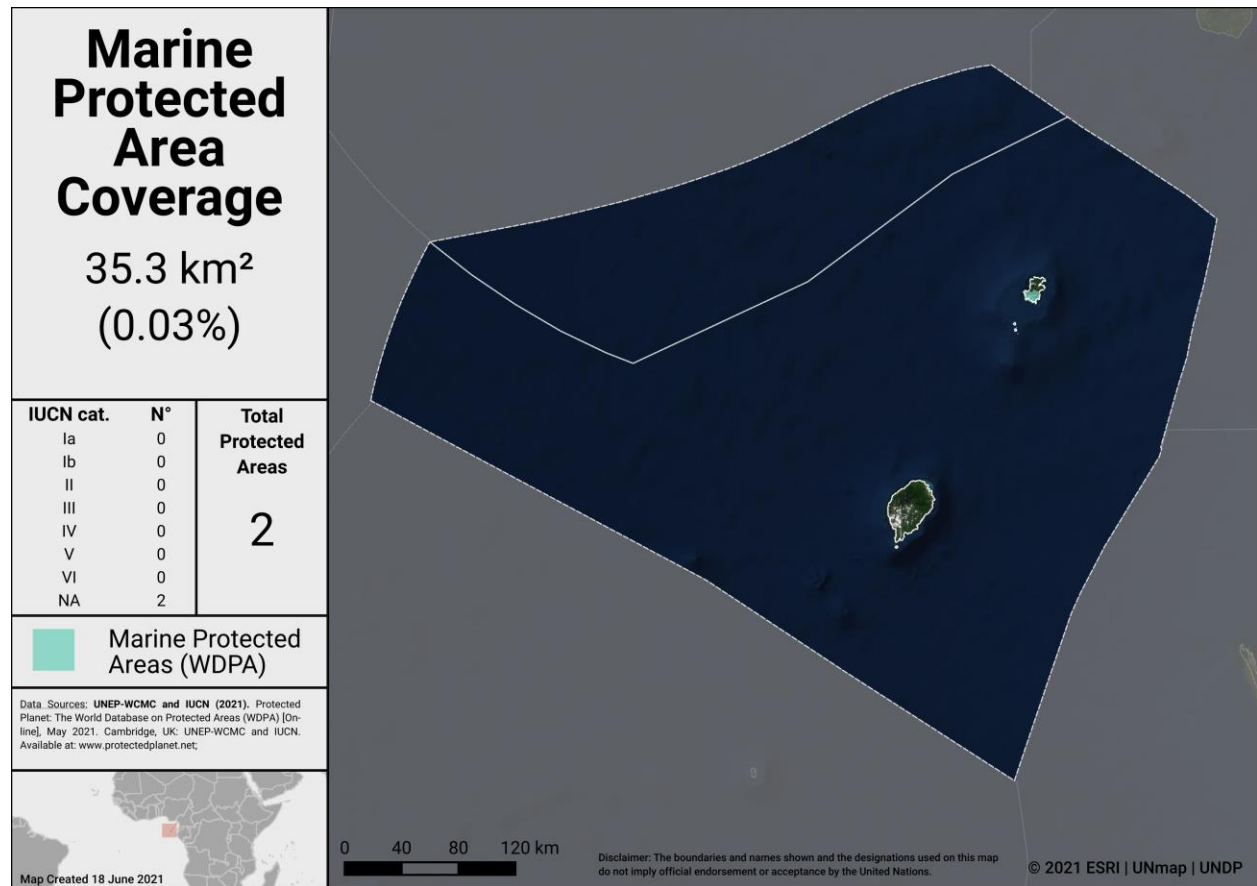 Marine
Protected
Area
Coverage
35.3 km²
(0.03%)
IUCN cat. N°
Ia 0
Ib 0
II 0
III 0
IV 0
V 0
VI 0
NA 2
Total
Protected
Areas
2
Marine Protected
Areas (WDPA)
Data Sources: UNEP-WCMC and IUCN (2021). Protected
Planet: The World Database on Protected Areas (WDPA) [On-
line], May 2021. Cambridge, UK: UNEP-WCMC and IUCN.
Available at: www.protectedplanet.net;
Map Created 18 June 2021
0 40 80 120 km
Disclaimer: The boundaries and names shown and the designations used on this map
do not imply official endorsement or acceptance by the United Nations.
© 2021 ESRI | UNmap | UNDP